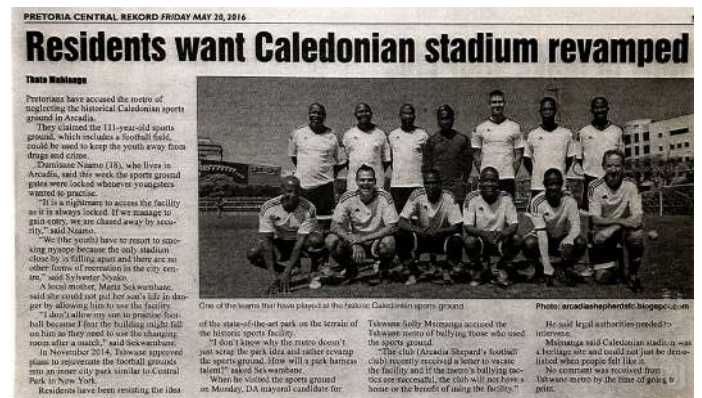 PRETORIA CENTRAL REKORD FRIDAY MAY 20, 2016
Residents want Caledonian stadium revamped
Thato Mahlangu
Pretorians have accused the metro of
neglecting the historical Caledonian sports
ground in Arcadia.
They claimed the 111-year-old sports
ground, which includes a football field,
could be used to keep the youth away from
drugs and crime.
Dumisane Nzamo (18), who lives in
Arcadia, said this week the sports ground
gates were locked whenever youngsters
wanted to practise.
"It is a nightmare to access the facility
as it is always locked. If we manage to
gain entry, we are chased away by secu-
rity," said Nzamo.
"We (the youth) have to resort to smo-
king nyaope because the only stadium
close by is falling apart and there are no
other forms of recreation in the city cen-
tre," said Sylvester Nyako.
A local mother, Maria Sekwambane,
said she could not put her son's life in dan-
ger by allowing him to use the facility.
"I don't allow my son to practise foot-
ball because I fear the building might fall
on him as they need to use the changing
room after a match," said Sekwambane.
In November 2014, Tshwane approved
plans to rejuvenate the football grounds
into an inner city park similar to Central
Park in New York.
Residents have been resisting the idea
One of the teams that have played at the historic Caledonian sports ground.
Photo: arcadiashepherdsfc.blogspot.com
of the state-of-the-art park on the terrain of
the historic sports facility.
"I don't know why the metro doesn't
just scrap the park idea and rather revamp
the sports ground. How will a park harness
talent?" asked Sekwambane.
When he visited the sports ground
on Monday, DA mayoral candidate for
Tshwane Solly Msimanga accused the
Tshwane metro of bullying those who used
the sports ground.
"The club (Arcadia Shepard's football
club) recently received a letter to vacate
the facility and if the metro's bullying tac-
tics are successful, the club will not have a
home or the benefit of using the facility."
He said legal authorities needed to
intervene.
Msimanga said Caledonian stadium was
a heritage site and could not just be demo-
lished when people felt like it.
No comment was received from
Tshwane metro by the time of going to
print.